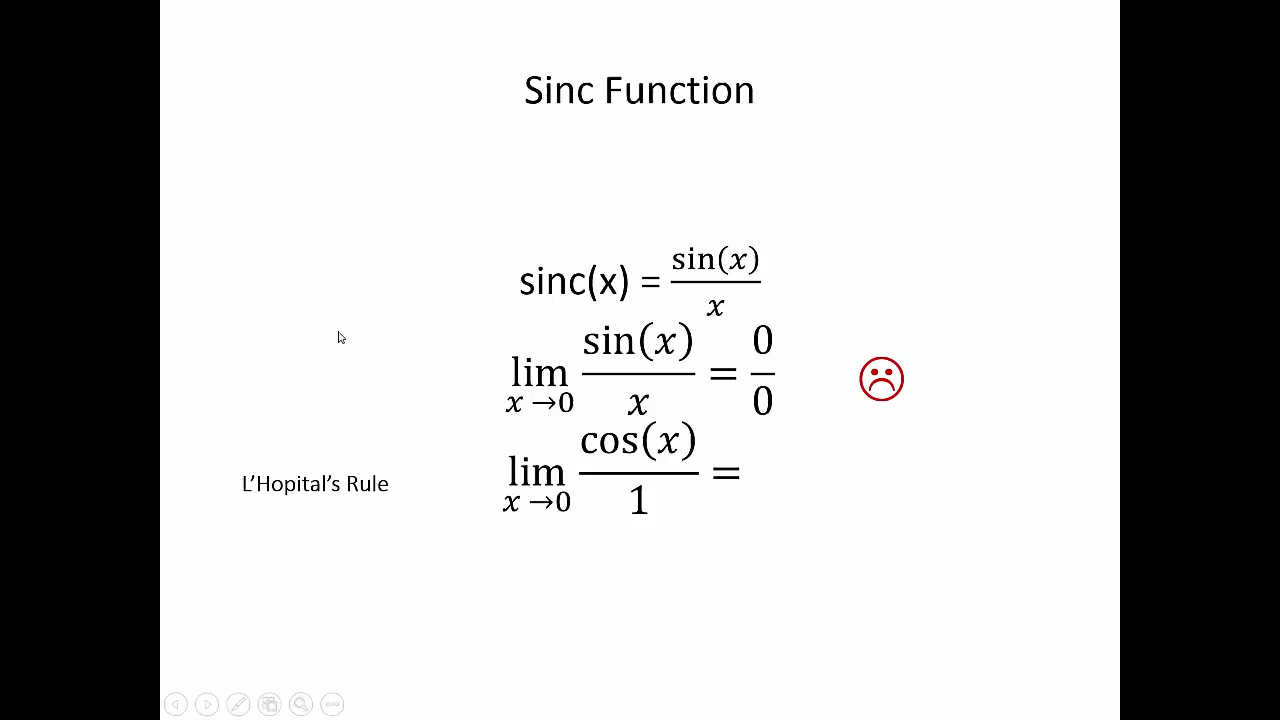 Sinc Function
sinc(x) = sin(x)/x
lim x→0 sin(x)/x = 0/0
L'Hopital's Rule
lim x→0 cos(x)/1 =